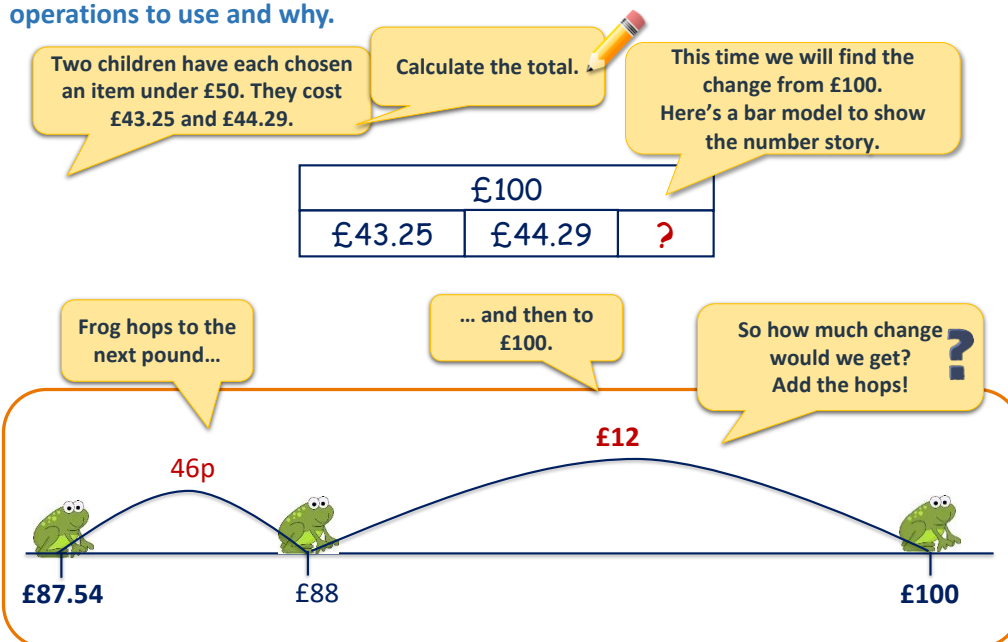 operations to use and why.
Two children have each chosen
an item under £50. They cost
£43.25 and £44.29.
Calculate the total.
This time we will find the
change from £100.
Here's a bar model to show
the number story.
£100
£43.25 £44.29 ?
Frog hops to the
next pound…
… and then to
£100.
So how much change
would we get?
Add the hops!
?
46p
£12
£87.54
£88
£100